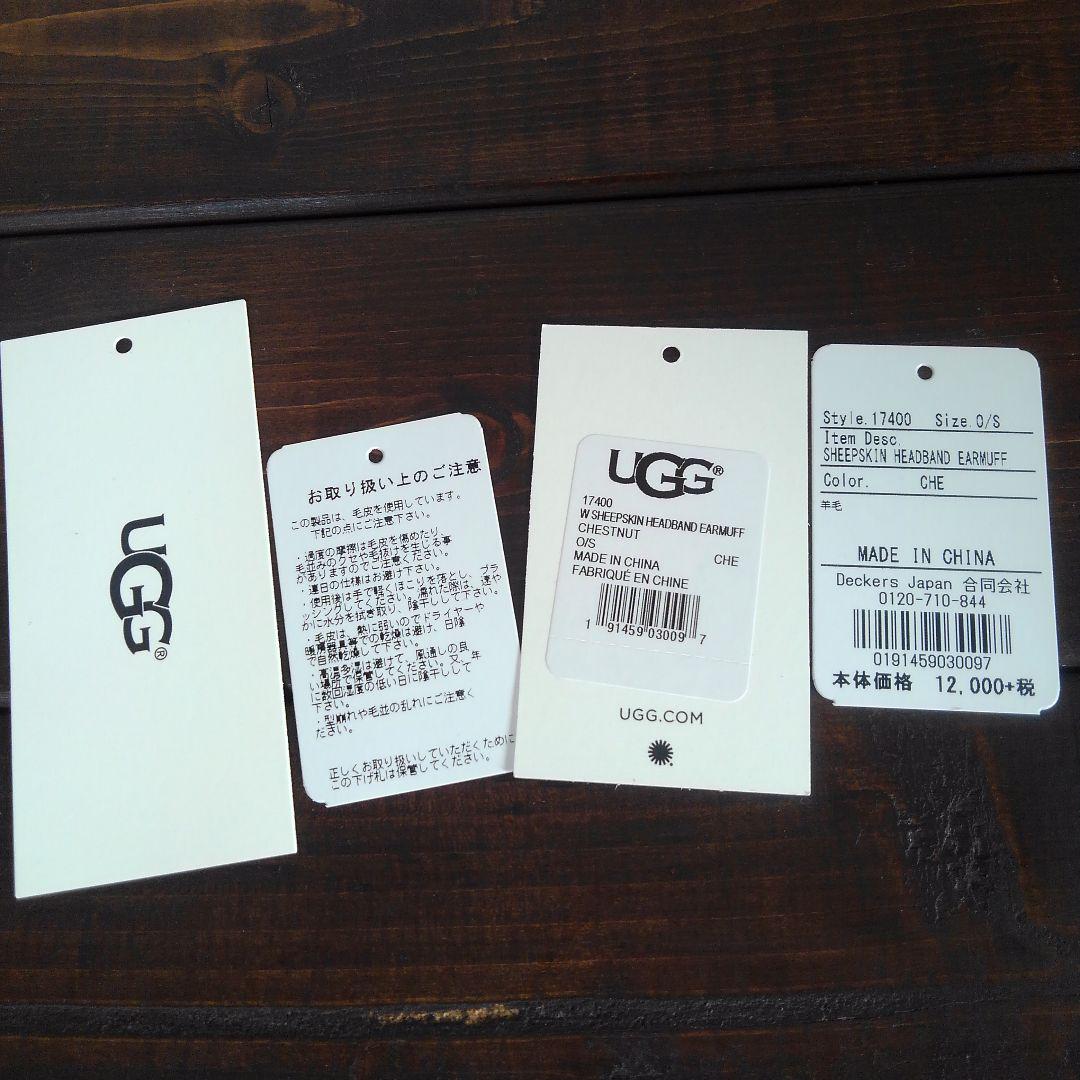 UGG®
お取り扱い上のご注意
この製品は、毛皮を使用しています。
下記の点にご注意下さい。
・過度の摩擦は毛皮を傷めたり、
毛並みのクセや毛抜けを生じる事
がありますのでご注意ください。
・連日の仕様はお避け下さい。
・使用後は手で軽くほこりを落とし、ブラ
ッシングしてください。濡れた際は、速や
かに水分を拭き取り、陰干しして下さい。
・毛皮は、熱に弱いのでドライヤーや
暖房器具等での乾燥は避け、日陰
で自然乾燥して下さい。
・高温多湿は避けて、風通しの良
い場所で保管してください。又、年
に数回湿度の低い日に陰干しして
下さい。
・型崩れや毛並の乱れにご注意く
ださい。
正しくお取り扱いしていただくために
この下げ札は保管してください。
UGG®
17400
W SHEEPSKIN HEADBAND EARMUFF
CHESTNUT
O/S CHE
MADE IN CHINA
FABRIQUÉ EN CHINE
1 91459 03009 7
UGG.COM
Style.17400 Size.O/S
Item Desc.
SHEEPSKIN HEADBAND EARMUFF
Color. CHE
羊毛
MADE IN CHINA
Deckers Japan 合同会社
0120-710-844
0191459030097
本体価格 12,000+税